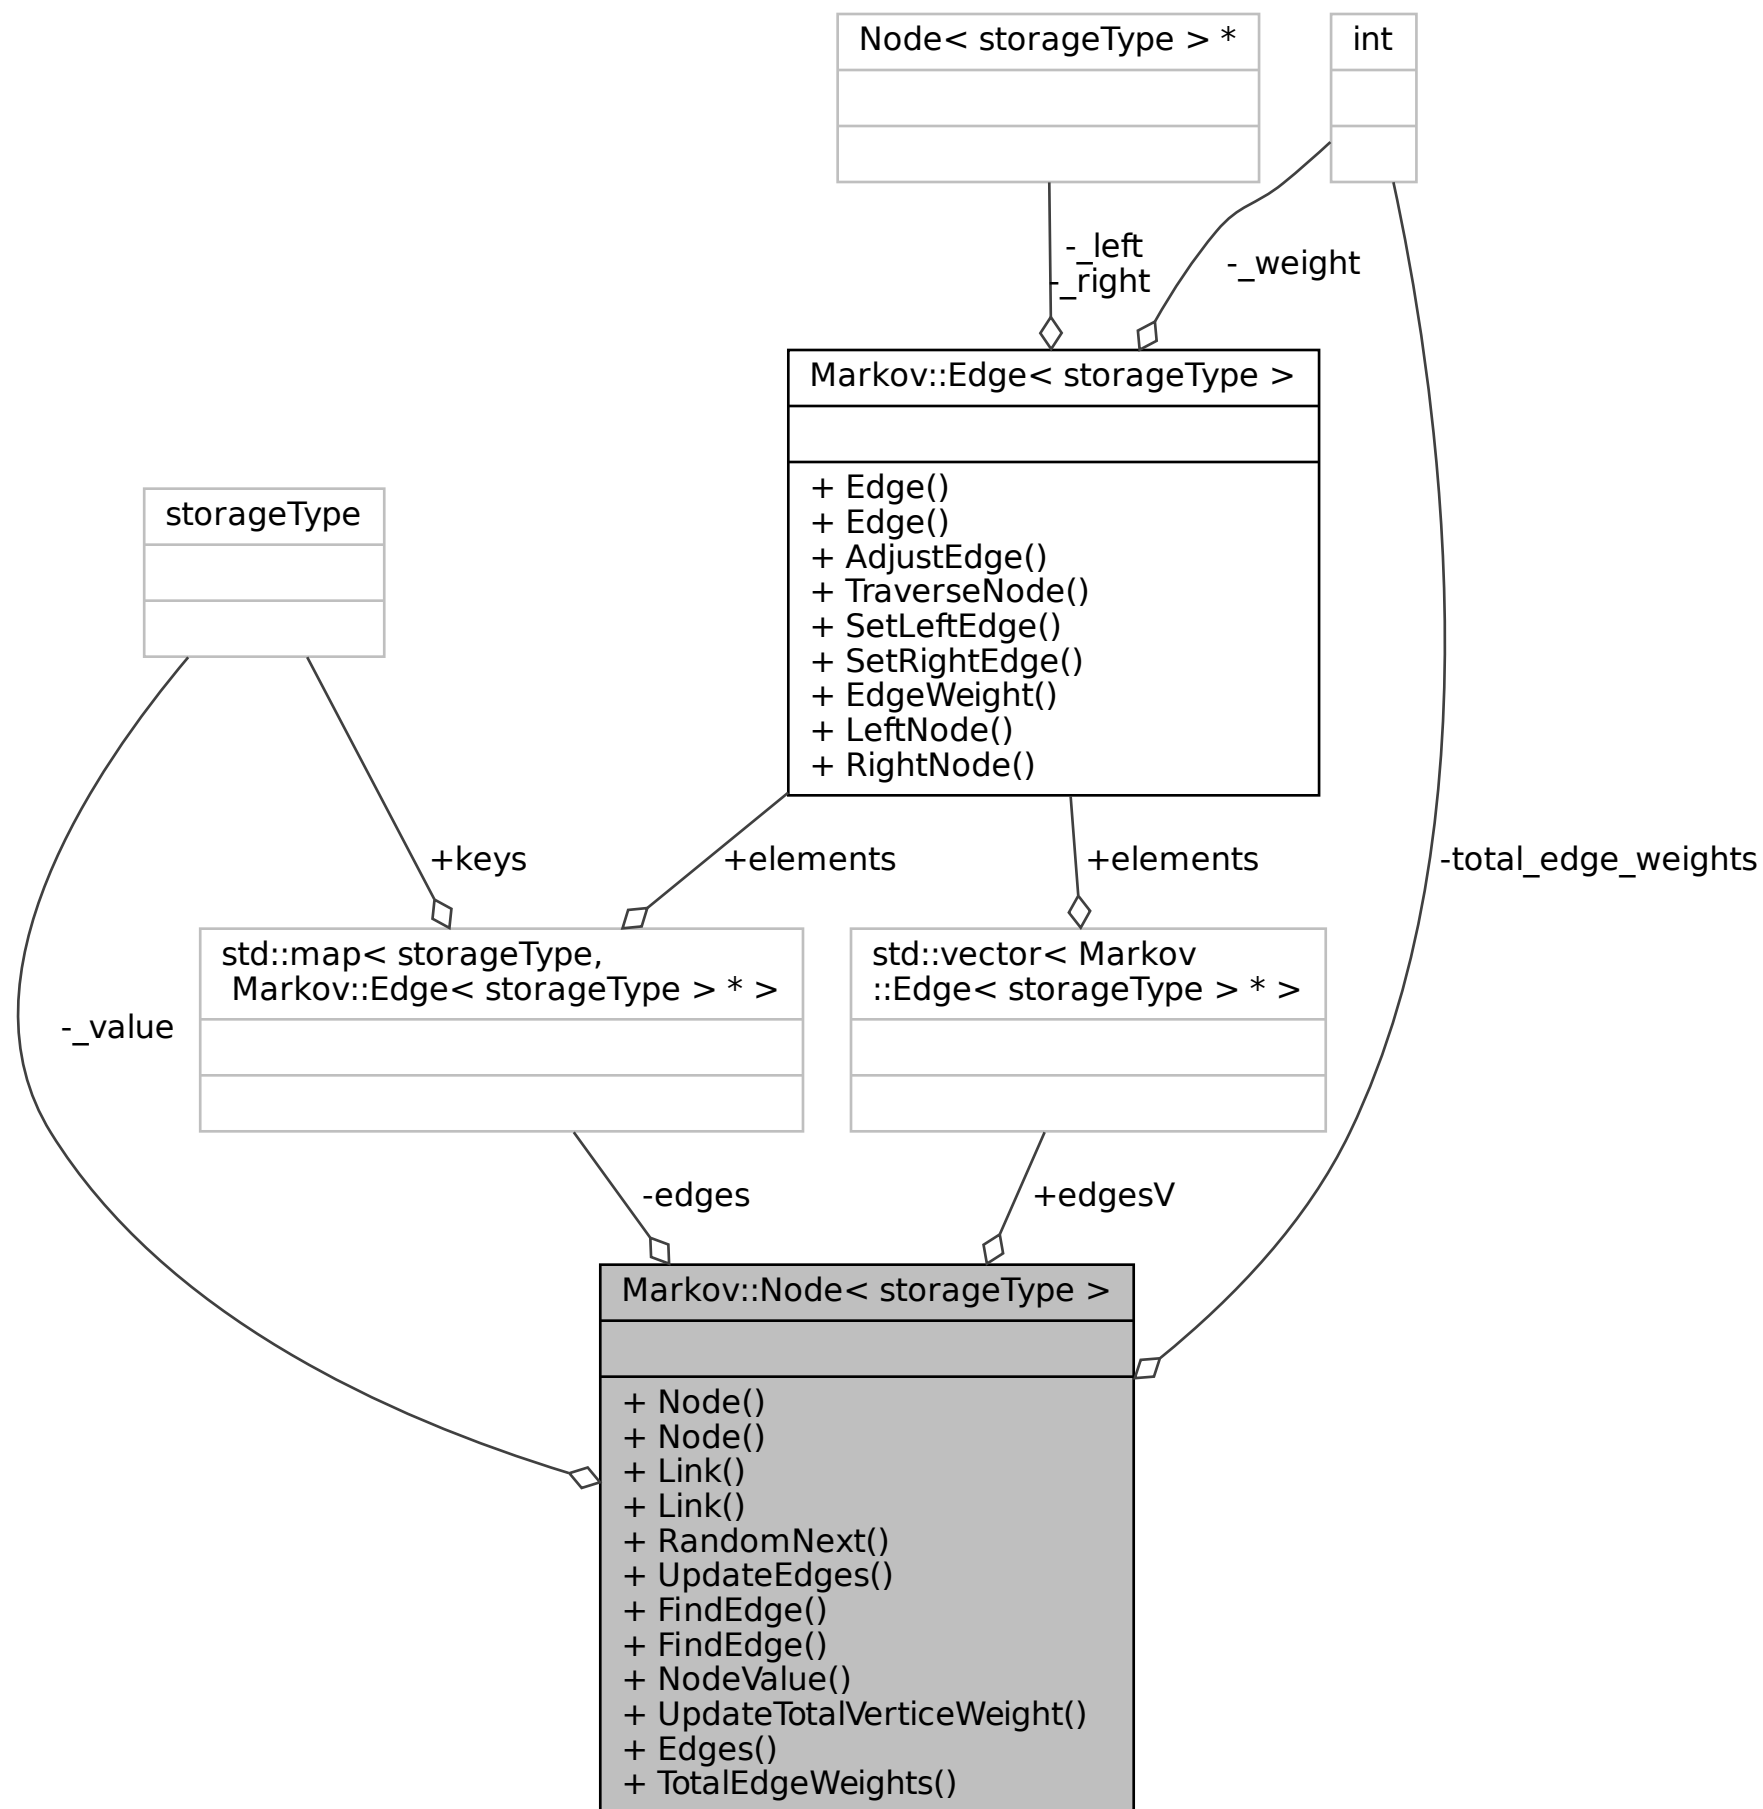 Node< storageType > *
int
-_left
-_right
-_weight
Markov::Edge< storageType >
+ Edge()
+ Edge()
+ AdjustEdge()
+ TraverseNode()
+ SetLeftEdge()
+ SetRightEdge()
+ EdgeWeight()
+ LeftNode()
+ RightNode()
storageType
+keys
+elements
+elements
-total_edge_weights
std::map< storageType,
Markov::Edge< storageType > * >
std::vector< Markov
::Edge< storageType > * >
-_value
-edges
+edgesV
Markov::Node< storageType >
+ Node()
+ Node()
+ Link()
+ Link()
+ RandomNext()
+ UpdateEdges()
+ FindEdge()
+ FindEdge()
+ NodeValue()
+ UpdateTotalVerticeWeight()
+ Edges()
+ TotalEdgeWeights()